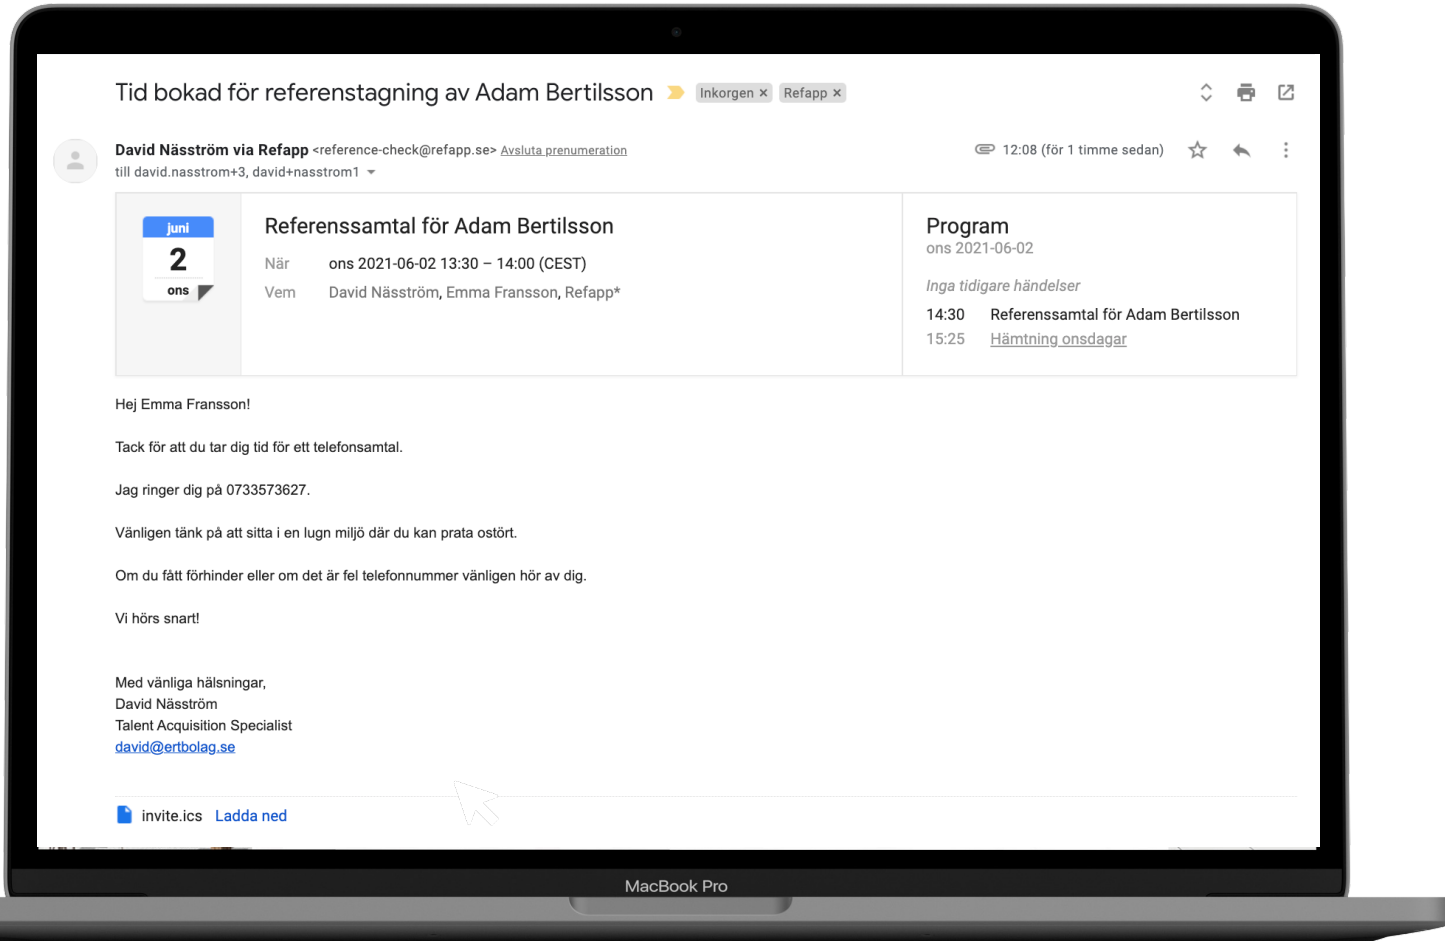 Tid bokad för referenstagning av Adam Bertilsson Inkorgen × Refapp ×
David Näsström via Refapp <reference-check@refapp.se> Avsluta prenumeration 12:08 (för 1 timme sedan)
till david.nasstrom+3, david+nasstrom1
juni
2
ons
Referenssamtal för Adam Bertilsson
När ons 2021-06-02 13:30 – 14:00 (CEST)
Vem David Näsström, Emma Fransson, Refapp*
Program
ons 2021-06-02
Inga tidigare händelser
14:30 Referenssamtal för Adam Bertilsson
15:25 Hämtning onsdagar
Hej Emma Fransson!
Tack för att du tar dig tid för ett telefonsamtal.
Jag ringer dig på 0733573627.
Vänligen tänk på att sitta i en lugn miljö där du kan prata ostört.
Om du fått förhinder eller om det är fel telefonnummer vänligen hör av dig.
Vi hörs snart!
Med vänliga hälsningar,
David Näsström
Talent Acquisition Specialist
david@ertbolag.se
invite.ics Ladda ned
MacBook Pro